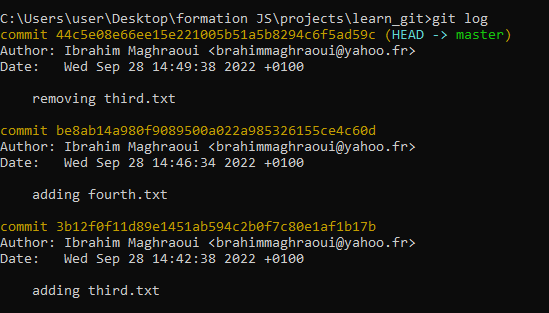 C:\Users\user\Desktop\formation JS\projects\learn_git>git log
commit 44c5e08e66ee15e221005b51a5b8294c6f5ad59c (HEAD -> master)
Author: Ibrahim Maghraoui <brahimmaghraoui@yahoo.fr>
Date:   Wed Sep 28 14:49:38 2022 +0100
    removing third.txt
commit be8ab14a980f9089500a022a985326155ce4c60d
Author: Ibrahim Maghraoui <brahimmaghraoui@yahoo.fr>
Date:   Wed Sep 28 14:46:34 2022 +0100
    adding fourth.txt
commit 3b12f0f11d89e1451ab594c2b0f7c80e1af1b17b
Author: Ibrahim Maghraoui <brahimmaghraoui@yahoo.fr>
Date:   Wed Sep 28 14:42:38 2022 +0100
    adding third.txt